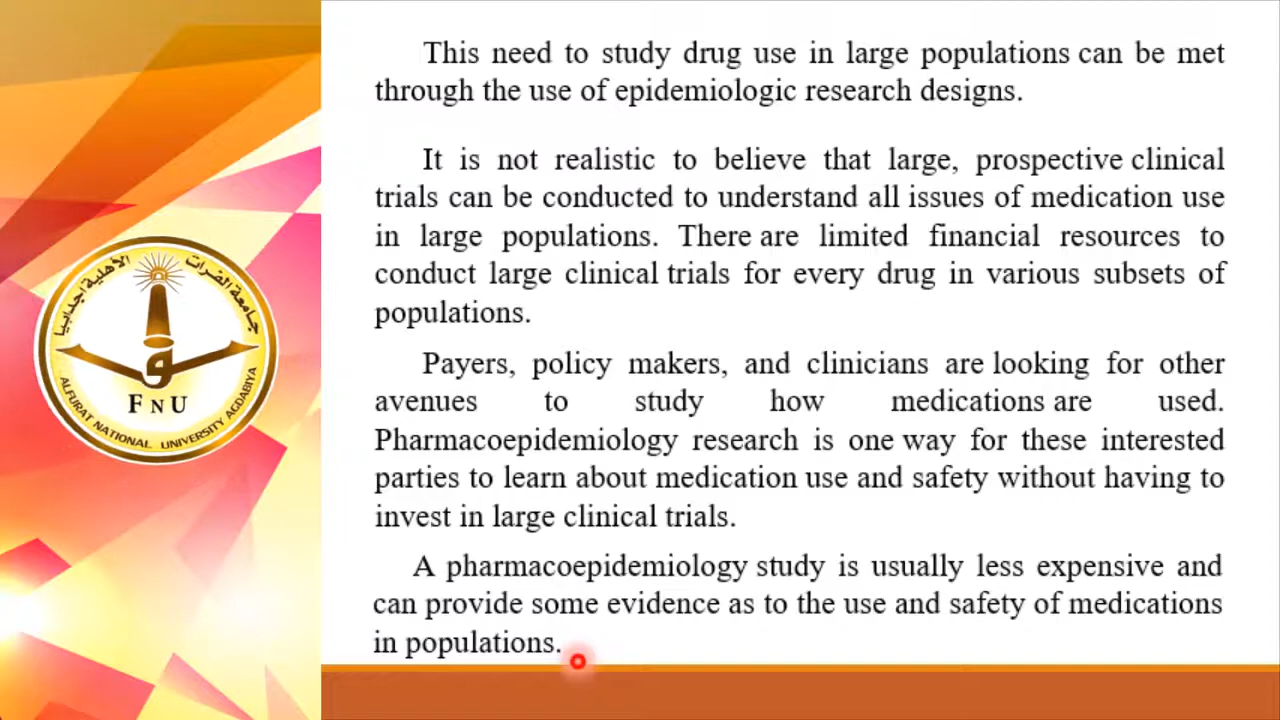 جامعة الفرات الأهلية اجدابيا
F N U
ALFURAT NATIONAL UNIVERSITY AGDABIYA
This need to study drug use in large populations can be met
through the use of epidemiologic research designs.
It is not realistic to believe that large, prospective clinical
trials can be conducted to understand all issues of medication use
in large populations. There are limited financial resources to
conduct large clinical trials for every drug in various subsets of
populations.
Payers, policy makers, and clinicians are looking for other
avenues to study how medications are used.
Pharmacoepidemiology research is one way for these interested
parties to learn about medication use and safety without having to
invest in large clinical trials.
A pharmacoepidemiology study is usually less expensive and
can provide some evidence as to the use and safety of medications
in populations.